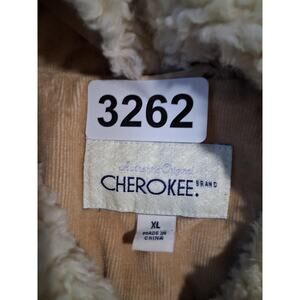 3262
Authentic Original
CHEROKEE. BRAND
XL
MADE IN
CHINA